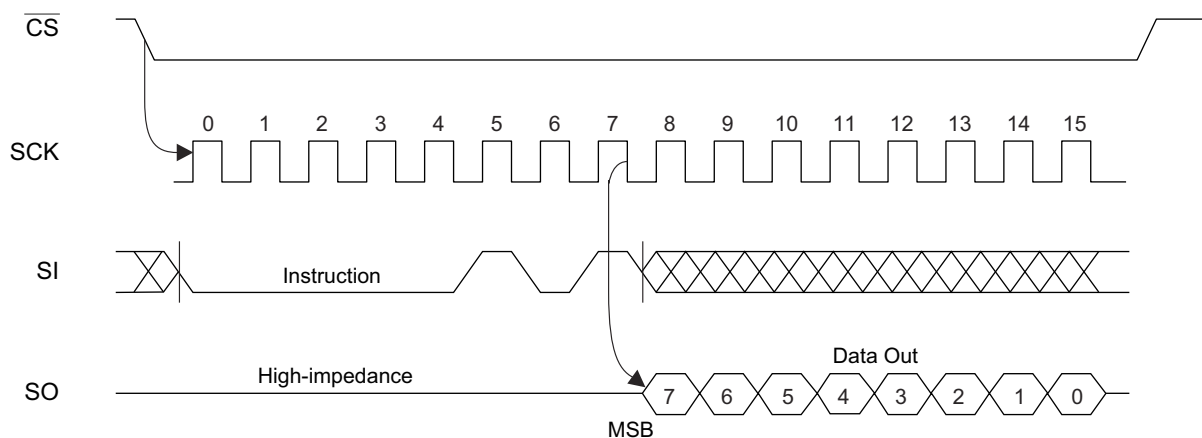 CS
0 1 2 3 4 5 6 7 8 9 10 11 12 13 14 15
SCK
SI
Instruction
Data Out
High-impedance
SO
7 6 5 4 3 2 1 0
MSB